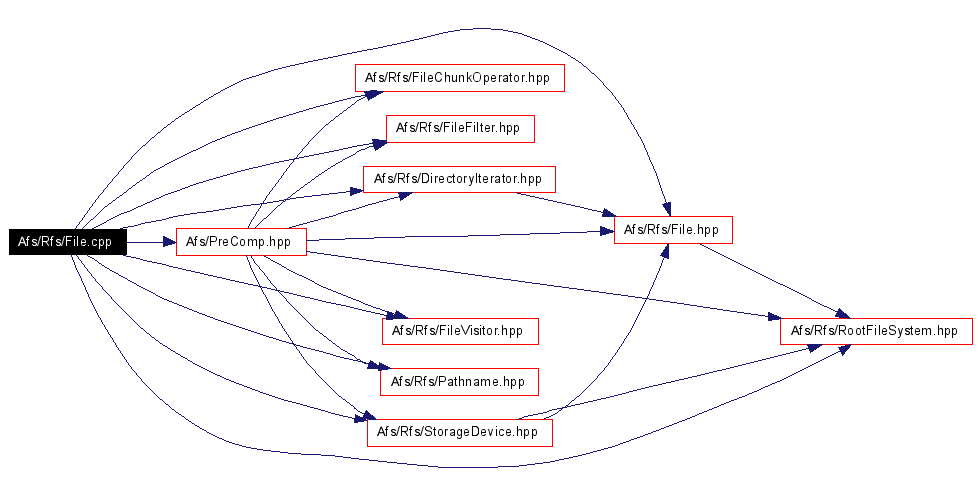 Afs/Rfs/FileChunkOperator.hpp
Afs/Rfs/FileFilter.hpp
Afs/Rfs/DirectoryIterator.hpp
Afs/Rfs/File.hpp
Afs/Rfs/File.cpp
Afs/PreComp.hpp
Afs/Rfs/FileVisitor.hpp
Afs/Rfs/RootFileSystem.hpp
Afs/Rfs/Pathname.hpp
Afs/Rfs/StorageDevice.hpp